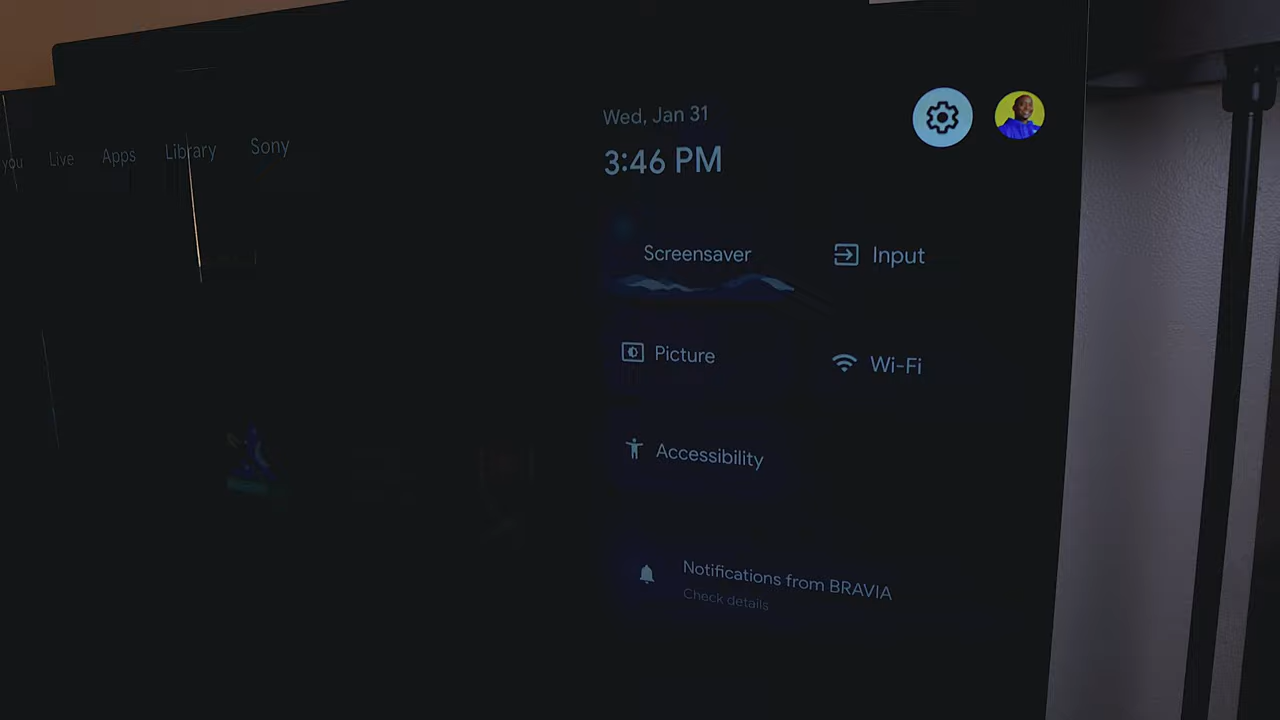 you Live Apps Library Sony
Wed, Jan 31
3:46 PM
Screensaver
Input
Picture
Wi-Fi
Accessibility
Notifications from BRAVIA
Check details